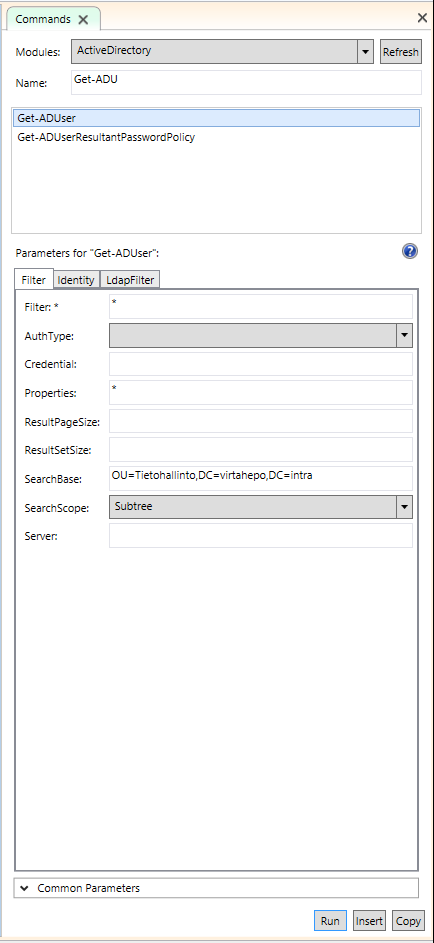 Commands
Modules: ActiveDirectory Refresh
Name: Get-ADU
Get-ADUser
Get-ADUserResultantPasswordPolicy
Parameters for "Get-ADUser":
Filter Identity LdapFilter
Filter: * *
AuthType:
Credential:
Properties: *
ResultPageSize:
ResultSetSize:
SearchBase: OU=Tietohallinto,DC=virtahepo,DC=intra
SearchScope: Subtree
Server:
Common Parameters
Run Insert Copy